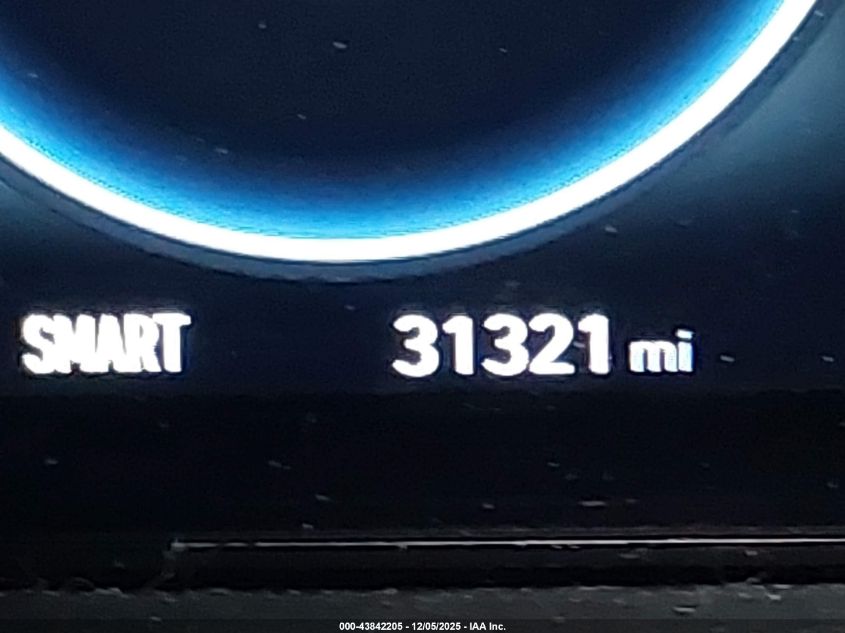 SMART 31321 mi
000-43842205 - 12/05/2025 - IAA Inc.